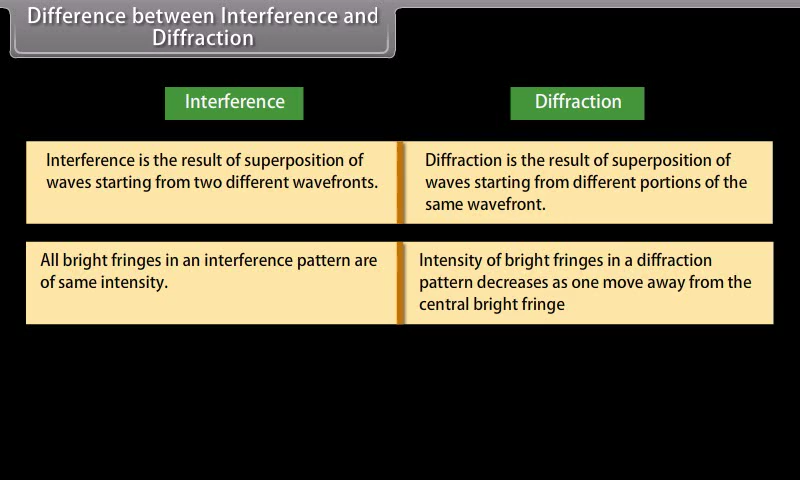 Difference between Interference and
Diffraction
Interference
Diffraction
Interference is the result of superposition of
waves starting from two different wavefronts.
Diffraction is the result of superposition of
waves starting from different portions of the
same wavefront.
All bright fringes in an interference pattern are
of same intensity.
Intensity of bright fringes in a diffraction
pattern decreases as one move away from the
central bright fringe